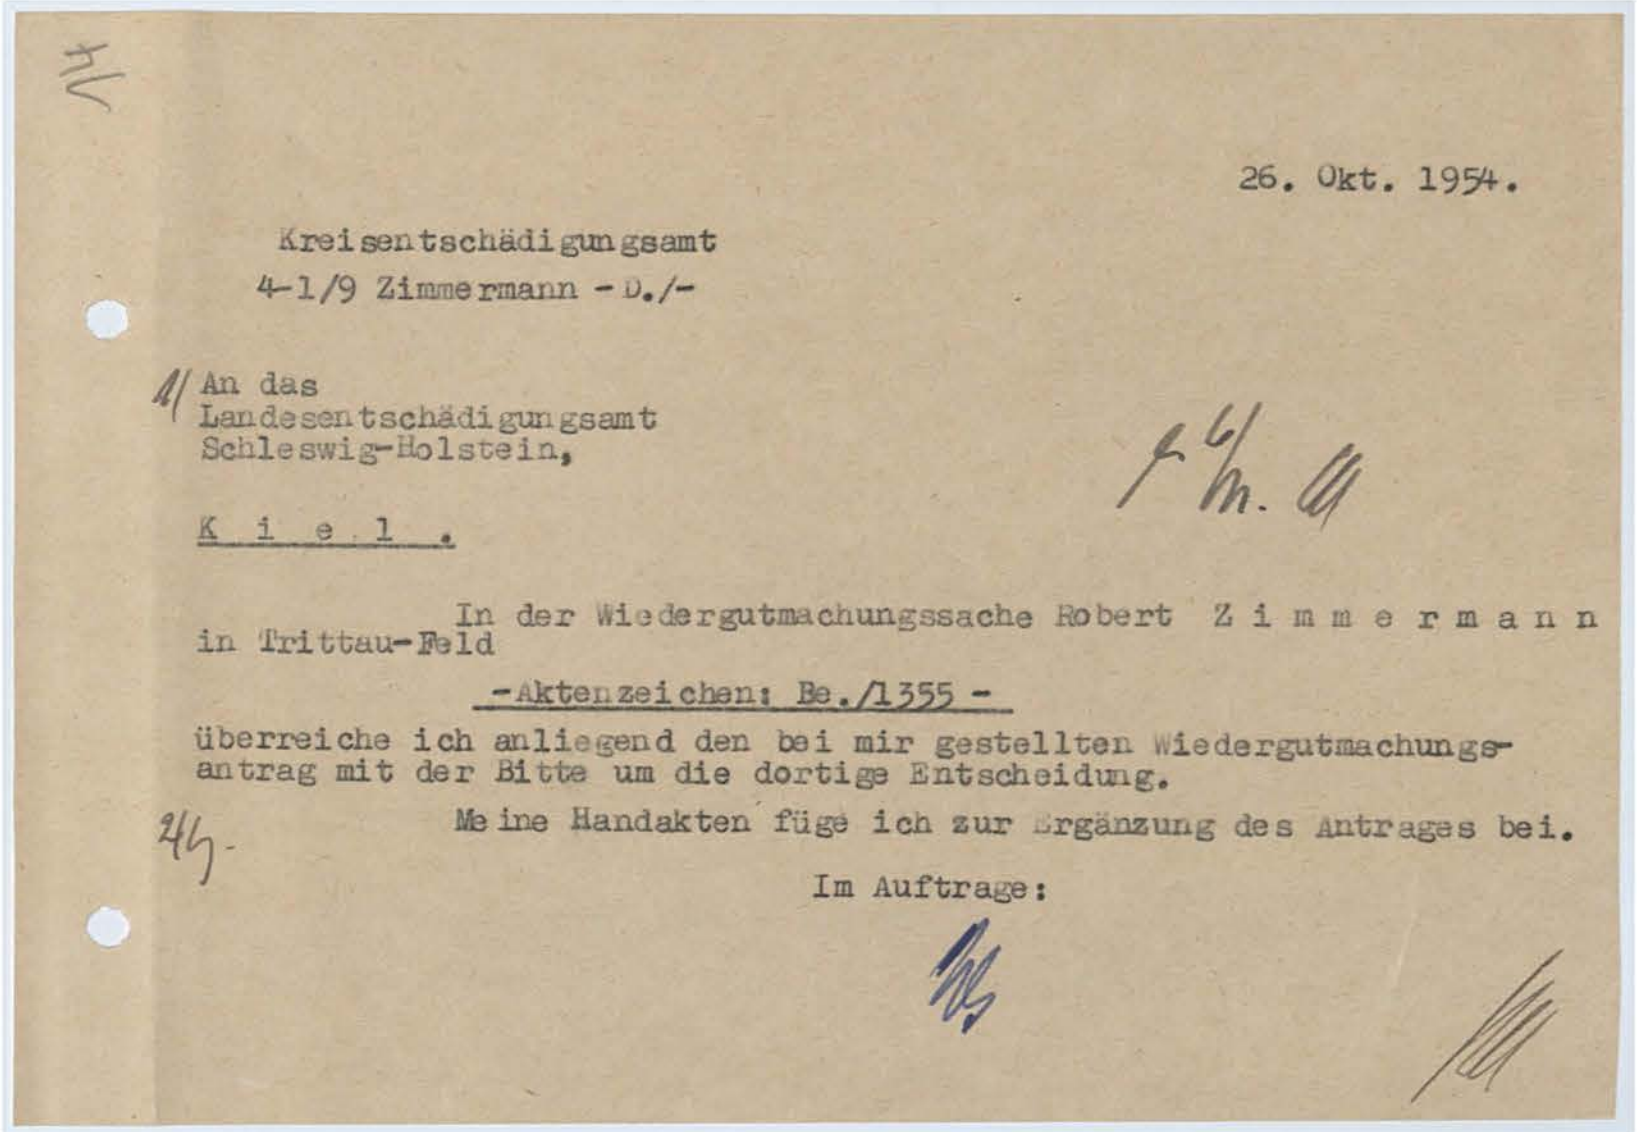 26. Okt. 1954.
Kreisentschädigungsamt
4-1/9 Zimmermann - D./-
1/ An das
Landesentschädigungsamt
Schleswig-Holstein,
K i e l .
In der Wiedergutmachungssache Robert Z i m m e r m a n n
in Trittau-Feld
-Aktenzeichen: Be./1355 -
überreiche ich anliegend den bei mir gestellten Wiedergutmachungs-
antrag mit der Bitte um die dortige Entscheidung.
Meine Handakten füge ich zur Ergänzung des Antrages bei.
Im Auftrage: